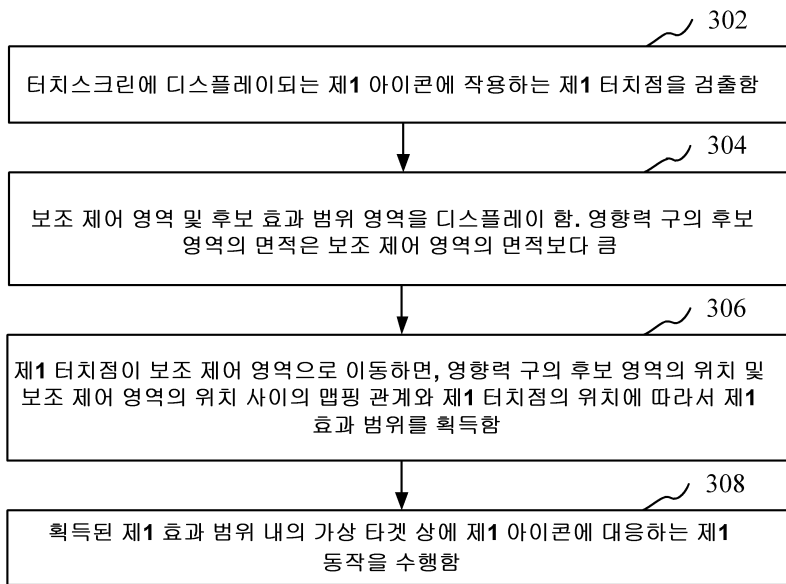 302
터치스크린에 디스플레이되는 제1 아이콘에 작용하는 제1 터치점을 검출함
304
보조 제어 영역 및 후보 효과 범위 영역을 디스플레이 함. 영향력 구의 후보
영역의 면적은 보조 제어 영역의 면적보다 큼
306
제1 터치점이 보조 제어 영역으로 이동하면, 영향력 구의 후보 영역의 위치 및
보조 제어 영역의 위치 사이의 맵핑 관계와 제1 터치점의 위치에 따라서 제1
효과 범위를 획득함
308
획득된 제1 효과 범위 내의 가상 타겟 상에 제1 아이콘에 대응하는 제1
동작을 수행함